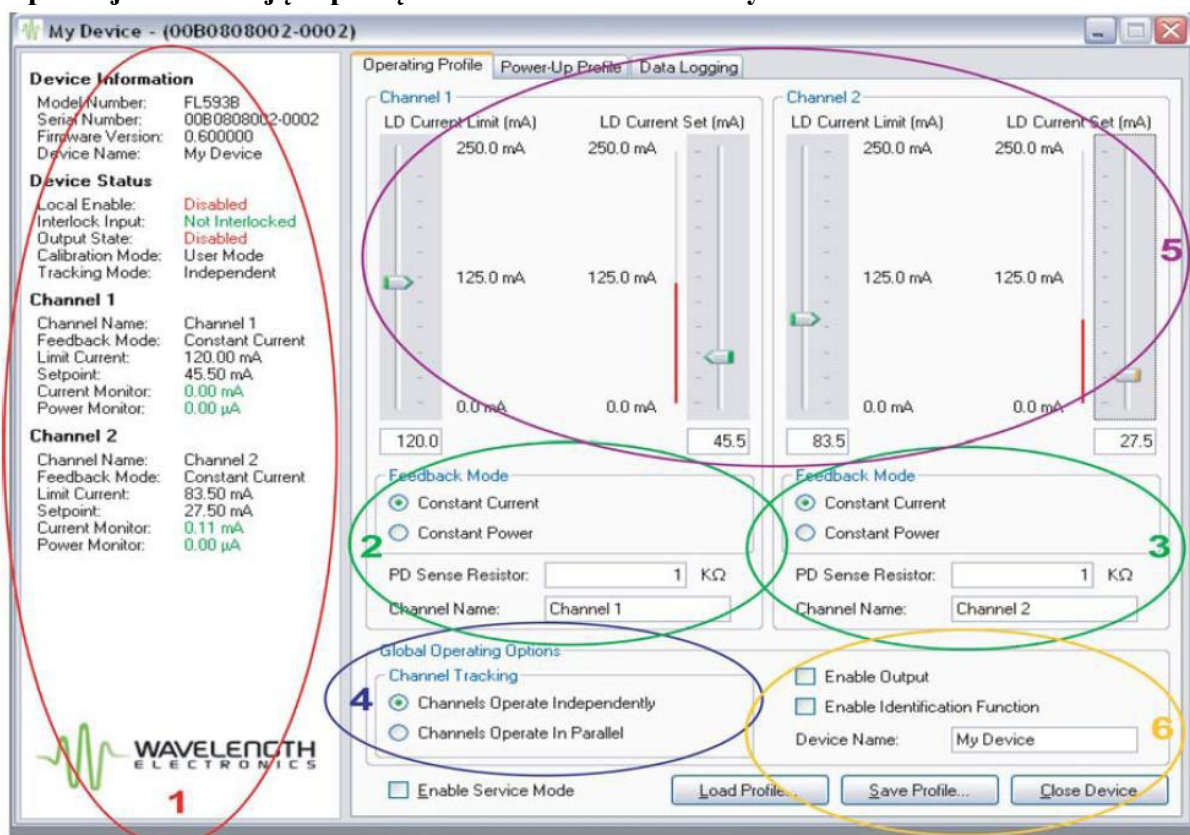 My Device - (00B0808002-0002)
Device Information
Model Number: FL593B
Serial Number: 00B0808002-0002
Firmware Version: 0.600000
Device Name: My Device
Device Status
Local Enable: Disabled
Interlock Input: Not Interlocked
Output State: Disabled
Calibration Mode: User Mode
Tracking Mode: Independent
Channel 1
Channel Name: Channel 1
Feedback Mode: Constant Current
Limit Current: 120.00 mA
Setpoint: 45.50 mA
Current Monitor: 0.00 mA
Power Monitor: 0.00 µA
Channel 2
Channel Name: Channel 2
Feedback Mode: Constant Current
Limit Current: 83.50 mA
Setpoint: 27.50 mA
Current Monitor: 0.11 mA
Power Monitor: 0.00 µA
WAVELENGTH
ELECTRONICS
1
Operating Profile Power-Up Profile Data Logging
Channel 1
LD Current Limit (mA) LD Current Set (mA)
250.0 mA 250.0 mA
125.0 mA 125.0 mA
0.0 mA 0.0 mA
120.0 45.5
Channel 2
LD Current Limit (mA) LD Current Set (mA)
250.0 mA 250.0 mA
125.0 mA 125.0 mA
0.0 mA 0.0 mA
83.5 27.5
5
Feedback Mode
Constant Current
Constant Power
2
PD Sense Resistor: 1 KΩ
Channel Name: Channel 1
Feedback Mode
Constant Current
Constant Power
3
PD Sense Resistor: 1 KΩ
Channel Name: Channel 2
Global Operating Options
Channel Tracking
4
Channels Operate Independently
Channels Operate In Parallel
Enable Output
Enable Identification Function
6
Device Name: My Device
Enable Service Mode
Load Profile... Save Profile... Close Device